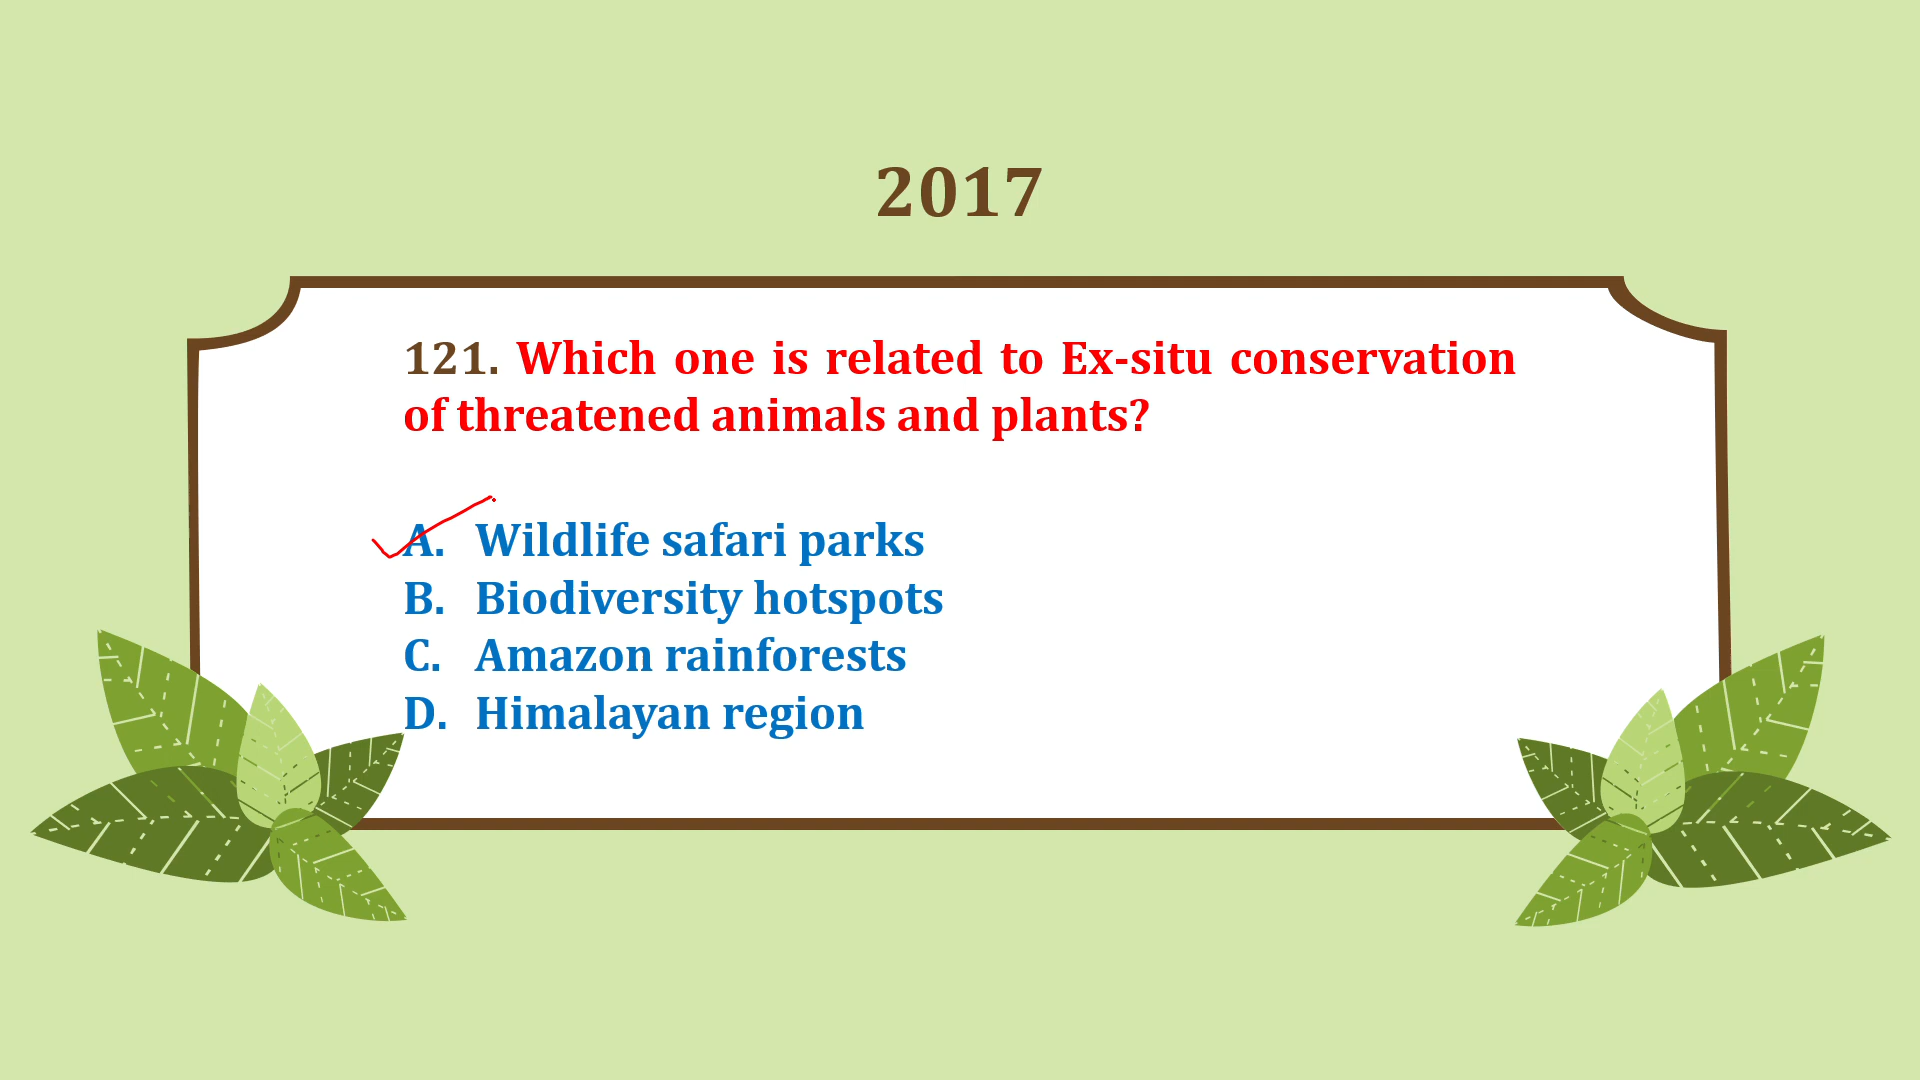 2017
121. Which one is related to Ex-situ conservation
of threatened animals and plants?
A. Wildlife safari parks
B. Biodiversity hotspots
C. Amazon rainforests
D. Himalayan region